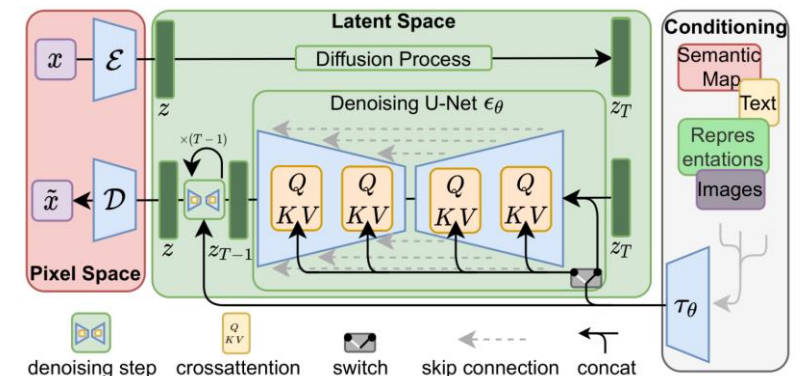 Latent Space
Conditioning
x
ℰ
Diffusion Process
Semantic
Map
z
Denoising U-Net ϵ_θ
z_T
Text
×(T−1)
Repres
entations
Images
x̃
𝒟
Q
KV
Q
KV
Q
KV
Q
KV
z
z_{T−1}
z_T
Pixel Space
τ_θ
Q
KV
denoising step
crossattention
switch
skip connection
concat